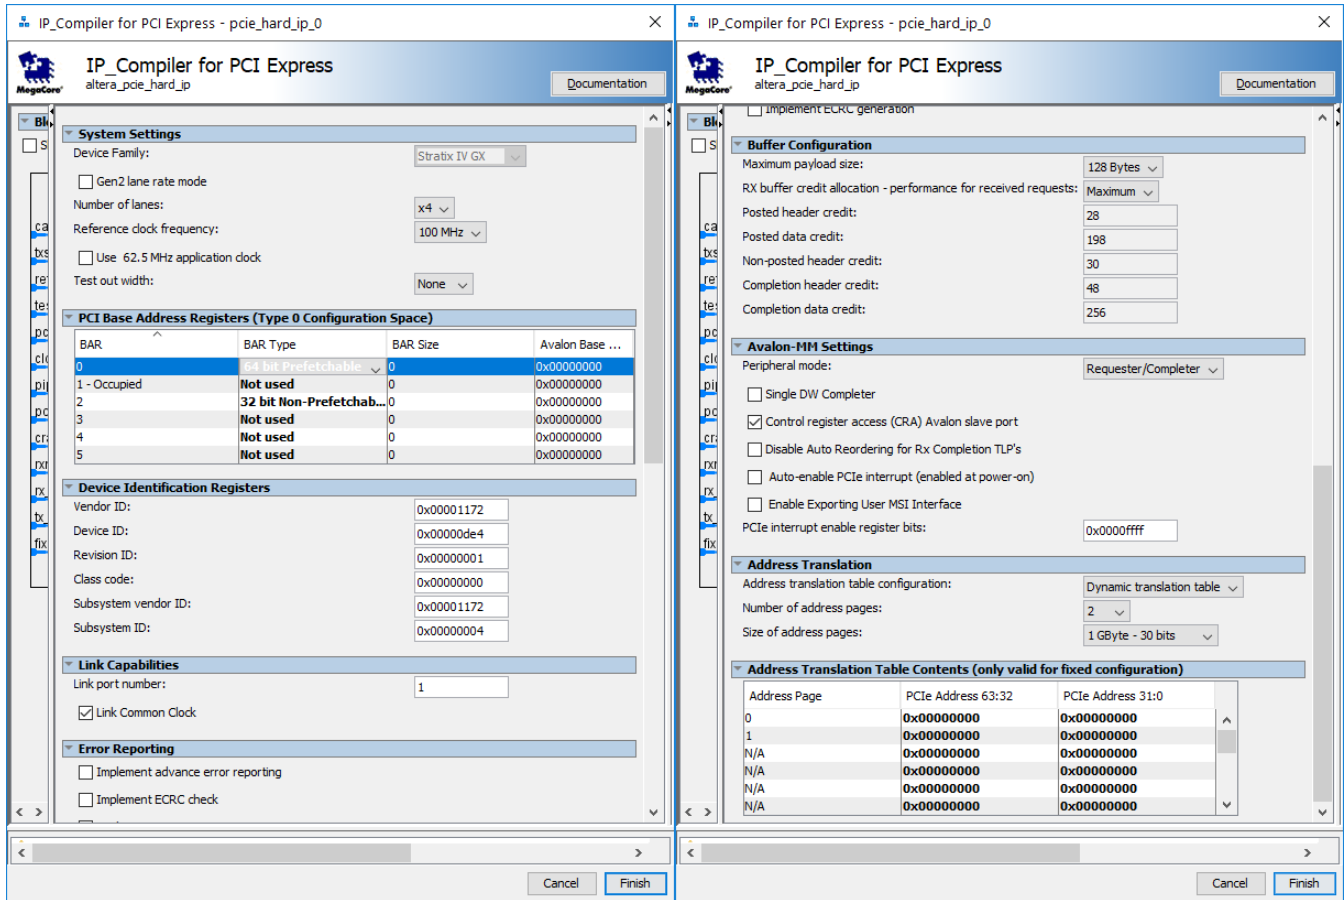 IP_Compiler for PCI Express - pcie_hard_ip_0
IP_Compiler for PCI Express
altera_pcie_hard_ip
MegaCore'
Documentation
System Settings
Device Family: Stratix IV GX
Gen2 lane rate mode
Number of lanes: x4
Reference clock frequency: 100 MHz
Use 62.5 MHz application clock
Test out width: None
PCI Base Address Registers (Type 0 Configuration Space)
BAR BAR Type BAR Size Avalon Base ...
0 64 bit Prefetchable 0 0x00000000
1 - Occupied Not used 0 0x00000000
2 32 bit Non-Prefetchab... 0 0x00000000
3 Not used 0 0x00000000
4 Not used 0 0x00000000
5 Not used 0 0x00000000
Device Identification Registers
Vendor ID: 0x00001172
Device ID: 0x00000de4
Revision ID: 0x00000001
Class code: 0x00000000
Subsystem vendor ID: 0x00001172
Subsystem ID: 0x00000004
Link Capabilities
Link port number: 1
Link Common Clock
Error Reporting
Implement advance error reporting
Implement ECRC check
Cancel Finish
IP_Compiler for PCI Express - pcie_hard_ip_0
IP_Compiler for PCI Express
altera_pcie_hard_ip
MegaCore'
Documentation
Implement ECRC generation
Buffer Configuration
Maximum payload size: 128 Bytes
RX buffer credit allocation - performance for received requests: Maximum
Posted header credit: 28
Posted data credit: 198
Non-posted header credit: 30
Completion header credit: 48
Completion data credit: 256
Avalon-MM Settings
Peripheral mode: Requester/Completer
Single DW Completer
Control register access (CRA) Avalon slave port
Disable Auto Reordering for Rx Completion TLP's
Auto-enable PCIe interrupt (enabled at power-on)
Enable Exporting User MSI Interface
PCIe interrupt enable register bits: 0x0000ffff
Address Translation
Address translation table configuration: Dynamic translation table
Number of address pages: 2
Size of address pages: 1 GByte - 30 bits
Address Translation Table Contents (only valid for fixed configuration)
Address Page PCIe Address 63:32 PCIe Address 31:0
0 0x00000000 0x00000000
1 0x00000000 0x00000000
N/A 0x00000000 0x00000000
N/A 0x00000000 0x00000000
N/A 0x00000000 0x00000000
N/A 0x00000000 0x00000000
Cancel Finish